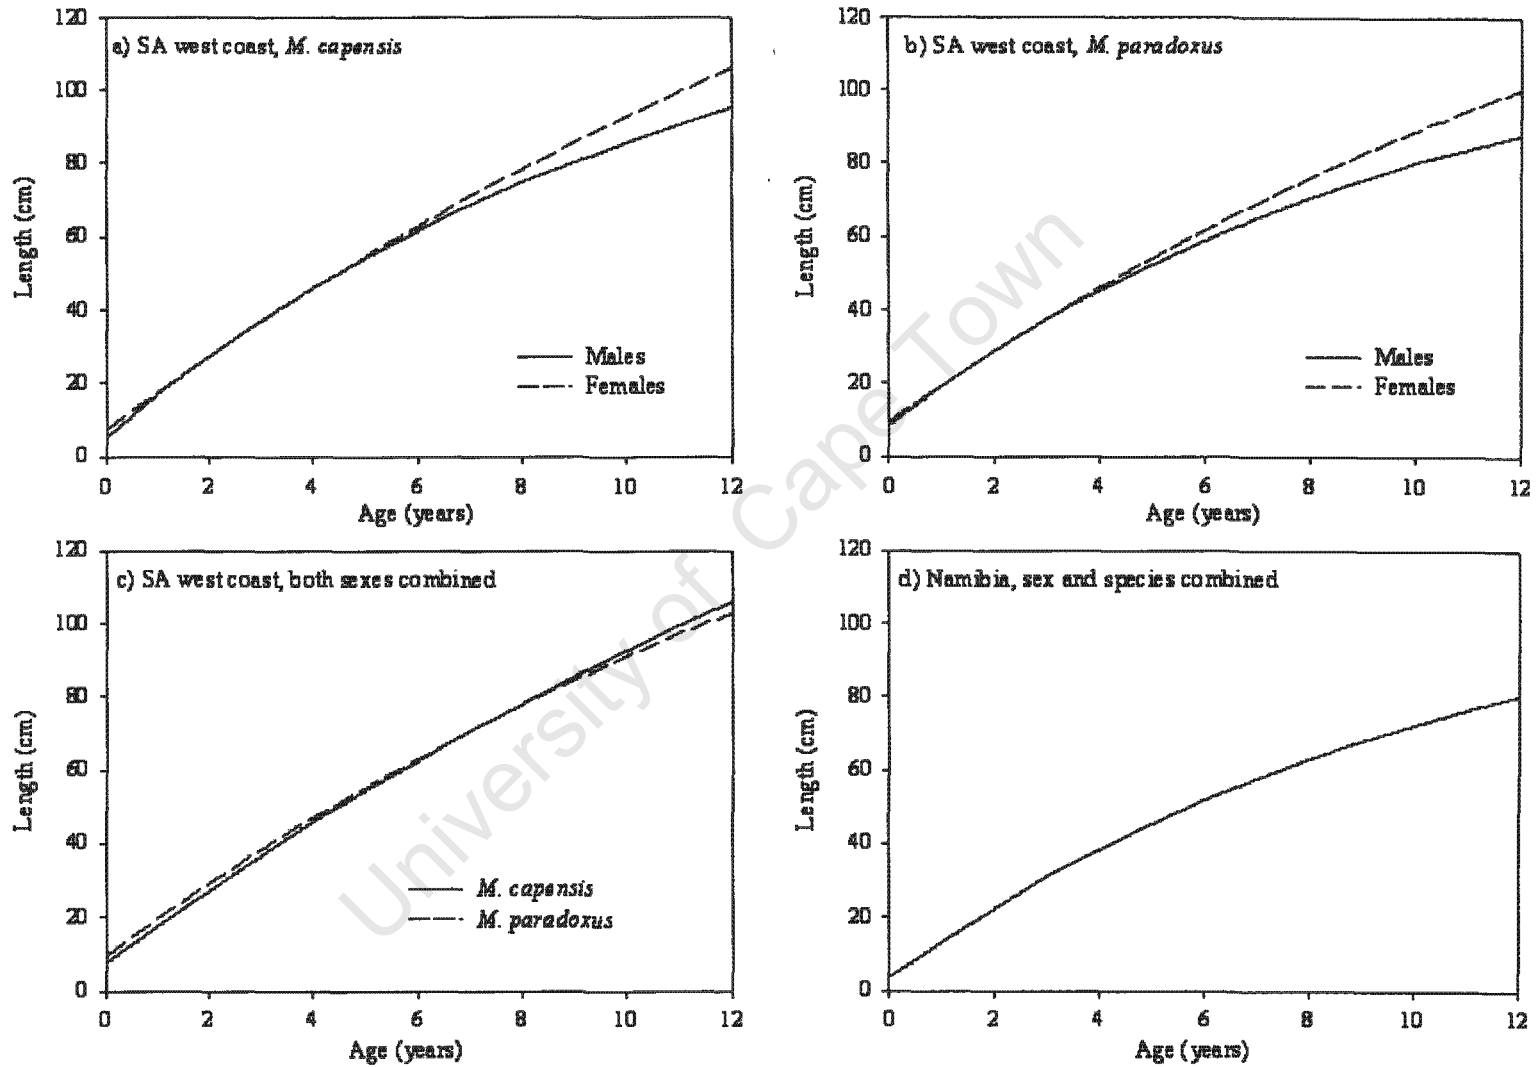 a) SA west coast, M. capensis
120
100
80
60
40
20
0
Length (cm)
Males
Females
0 2 4 6 8 10 12
Age (years)
b) SA west coast, M. paradoxus
120
100
80
60
40
20
0
Length (cm)
Males
Females
0 2 4 6 8 10 12
Age (years)
c) SA west coast, both sexes combined
120
100
80
60
40
20
0
Length (cm)
M. capensis
M. paradoxus
0 2 4 6 8 10 12
Age (years)
d) Namibia, sex and species combined
120
100
80
60
40
20
0
Length (cm)
0 2 4 6 8 10 12
Age (years)
University of Cape Town